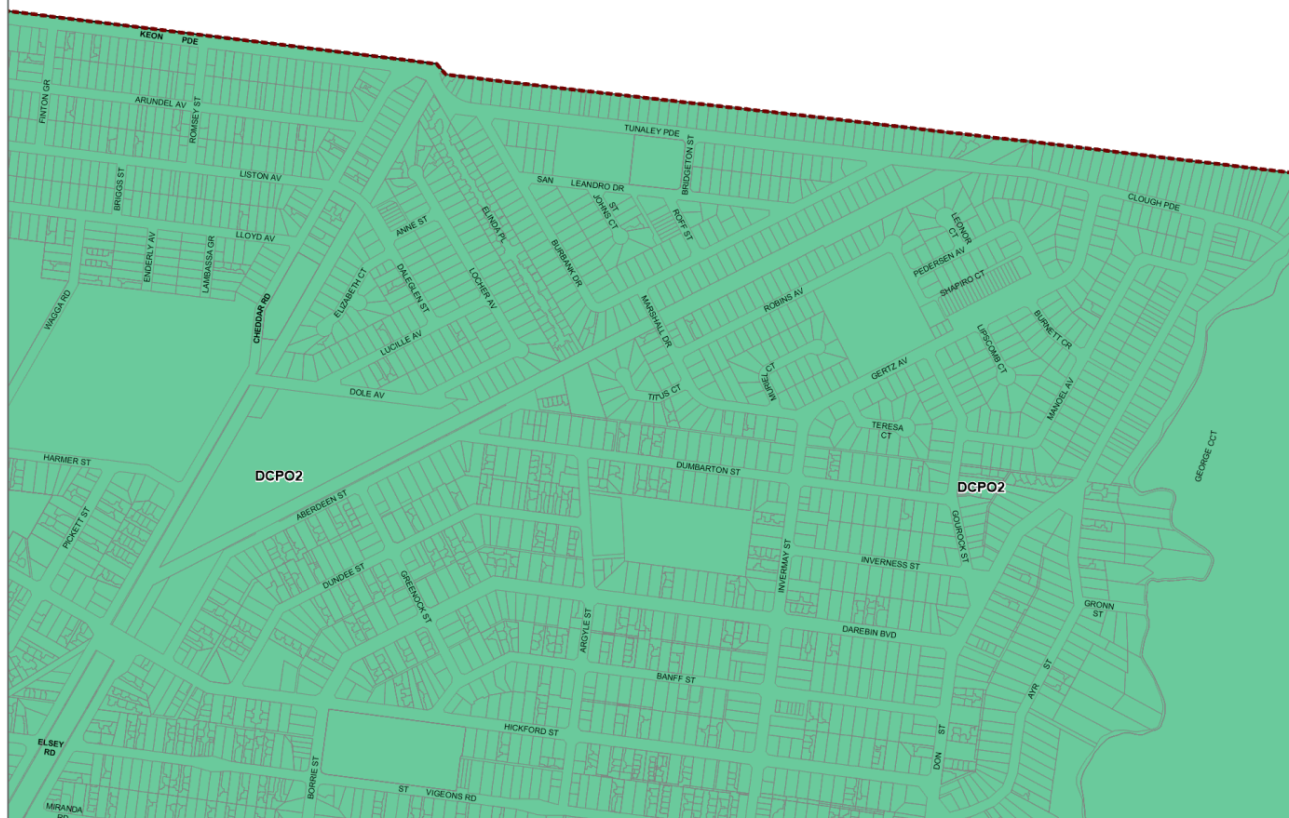 KEON PDE
ARUNDEL AV
FINTON GR
ROMSEY ST
TUNALEY PDE
BRIDGETON ST
LISTON AV
BRIGGS ST
SAN LEANDRO DR
ST JOHNS CT
ROFF ST
CLOUGH PDE
LLOYD AV
ANNE ST
ELINDA PL
LEONOR CT
ENDERLY AV
LAMBASSA GR
BURBANK DR
PEDERSEN AV
SHAPIRO CT
WAGGA RD
CHEDDAR RD
ELIZABETH CT
DALEGLEN ST
LOCHER AV
MARSHALL DR
ROBINS AV
BURNETT CR
LIPSCOMB CT
LUCILLE AV
GERTZ AV
MURIEL CT
TITUS CT
MANOEL AV
DOLE AV
TERESA CT
GEORGE CCT
HARMER ST
DCPO2
DUMBARTON ST
DCPO2
ABERDEEN ST
PICKETT ST
GOUROCK ST
INVERMAY ST
INVERNESS ST
DUNDEE ST
GREENOCK ST
ARGYLE ST
GRONN ST
DAREBIN BVD
BANFF ST
AYR ST
HICKFORD ST
DON ST
ELSEY RD
BORRIE ST
ST VIGEONS RD
MIRANDA RD